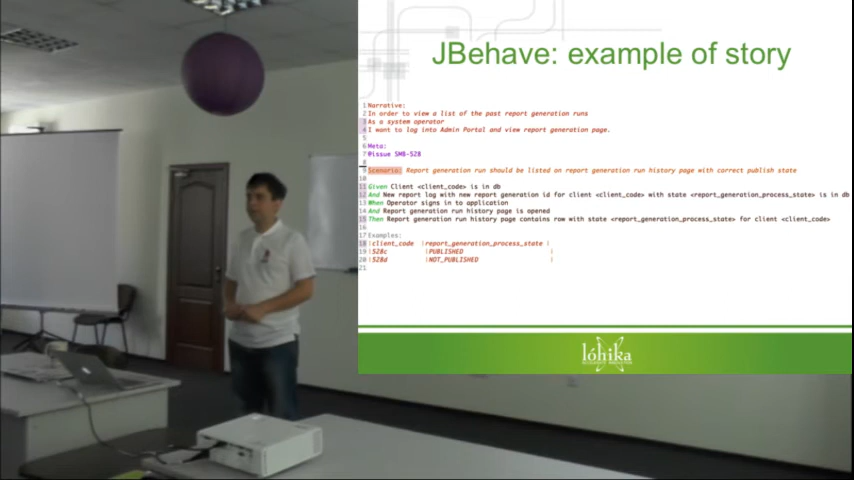 JBehave: example of story
1 Narrative:
2 In order to view a list of the past report generation runs
3 As a system operator
4 I want to log into Admin Portal and view report generation page.
5
6 Meta:
7 @issue SMB-528
8
9 Scenario: Report generation run should be listed on report generation run history page with correct publish state
10
11 Given Client <client_code> is in db
12 And New report log with new report generation id for client <client_code> with state <report_generation_process_state> is in db
13 When Operator signs in to application
14 And Report generation run history page is opened
15 Then Report generation run history page contains row with state <report_generation_process_state> for client <client_code>
16
17 Examples:
18 |client_code |report_generation_process_state |
19 |528c |PUBLISHED |
20 |528d |NOT_PUBLISHED |
21
lóhika